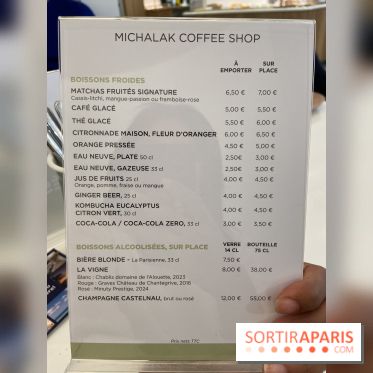 MICHALAK COFFEE SHOP
À EMPORTER
SUR PLACE
BOISSONS FROIDES
MATCHAS FRUITÉS SIGNATURE 6,50 € 7,00 €
Cassis-litchi, mangue-passion ou framboise-rose
CAFÉ GLACÉ 5,00 € 5,50 €
THÉ GLACÉ 5,50 € 6,00 €
CITRONNADE MAISON, FLEUR D'ORANGER 6,00 € 6,50 €
ORANGE PRESSÉE 4,50 € 5,00 €
EAU NEUVE, PLATE 50 cl 2,50€ 3,00 €
EAU NEUVE, GAZEUSE 33 cl 2,50€ 3,00 €
JUS DE FRUITS 25 cl 4,00 € 4,50 €
Orange, pomme, fraise ou mangue
GINGER BEER, 25 cl 4,00 € 4,50 €
KOMBUCHA EUCALYPTUS
CITRON VERT, 30 cl 4,00 € 4,50 €
COCA-COLA / COCA-COLA ZERO, 33 cl 3,00 € 3,50 €
BOISSONS ALCOOLISÉES, SUR PLACE
VERRE 14 CL
BOUTEILLE 75 CL
BIÈRE BLONDE - La Parisienne, 33 cl 7,50 €
LA VIGNE 8,00 € 38,00 €
Blanc : Chablis domaine de l'Alouette, 2023
Rouge : Graves Château de Chantegrive, 2016
Rosé : Minuty Prestige, 2024
CHAMPAGNE CASTELNAU, brut ou rosé 12,00 € 55,00 €
Prix nets TTC
SORTIRAPARIS
.COM